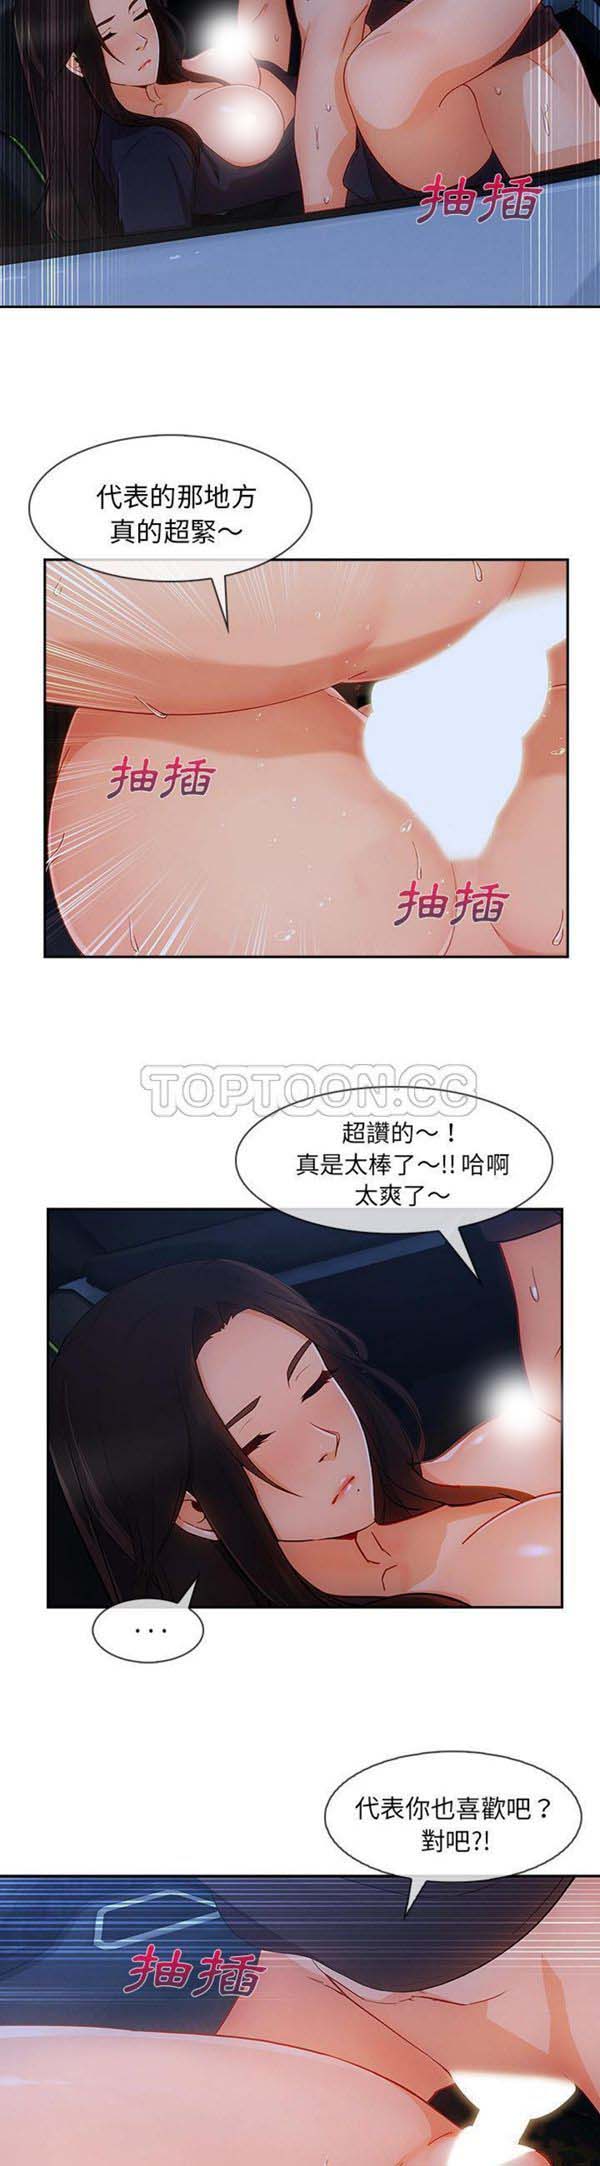 抽插
代表的那地方
真的超緊～
抽插
抽插
TOPTOON.CC
超讚的～！
真是太棒了～!! 哈啊
太爽了～
...
代表你也喜歡吧？
對吧?!
抽插